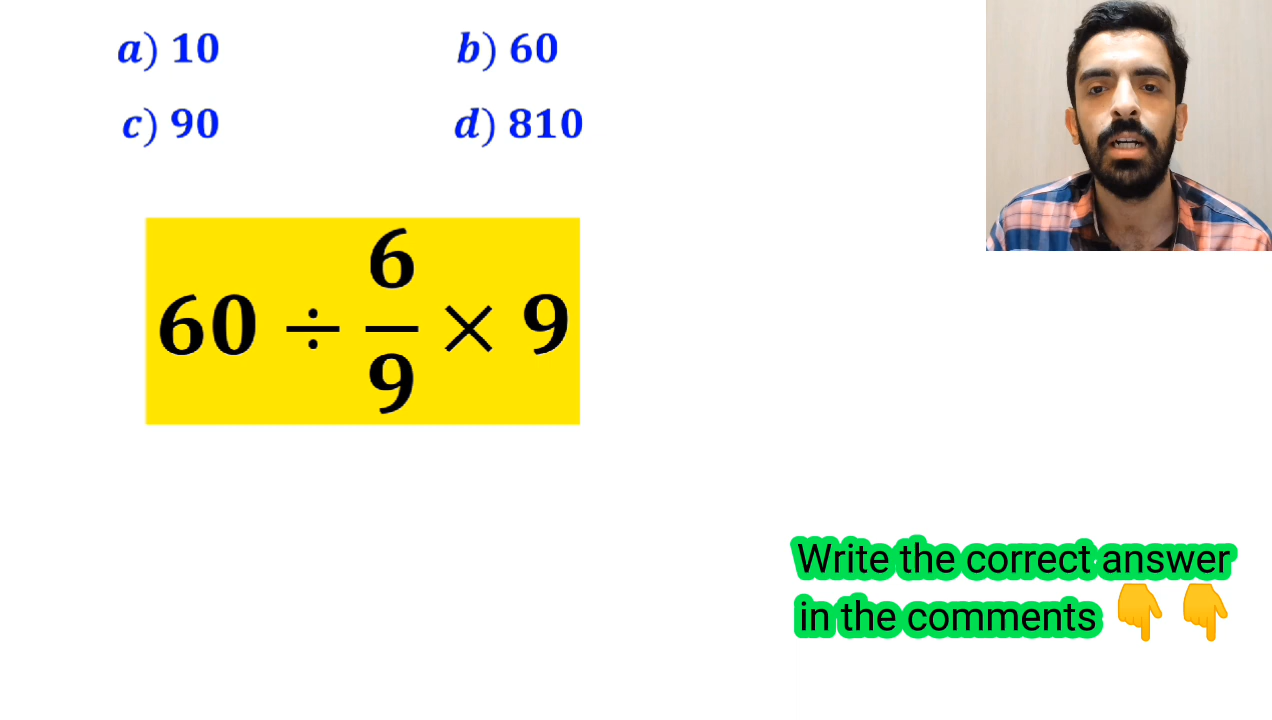 a) 10 b) 60
c) 90 d) 810
60 ÷ 6/9 × 9
Write the correct answer
in the comments